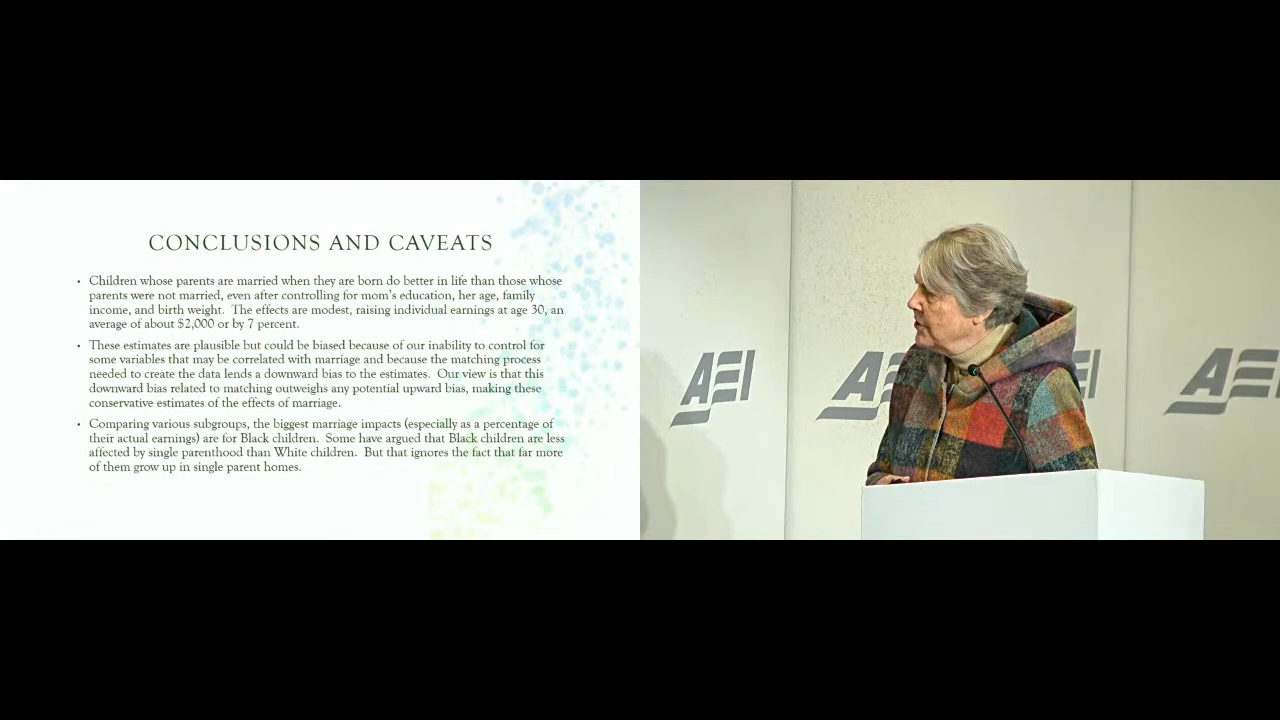 CONCLUSIONS AND CAVEATS
• Children whose parents are married when they are born do better in life than those whose
parents were not married, even after controlling for mom's education, her age, family
income, and birth weight.  The effects are modest, raising individual earnings at age 30, an
average of about $2,000 or by 7 percent.
• These estimates are plausible but could be biased because of our inability to control for
some variables that may be correlated with marriage and because the matching process
needed to create the data lends a downward bias to the estimates.  Our view is that this
downward bias related to matching outweighs any potential upward bias, making these
conservative estimates of the effects of marriage.
• Comparing various subgroups, the biggest marriage impacts (especially as a percentage of
their actual earnings) are for Black children.  Some have argued that Black children are less
affected by single parenthood than White children.  But that ignores the fact that far more
of them grow up in single parent homes.
AEI
AEI
AEI